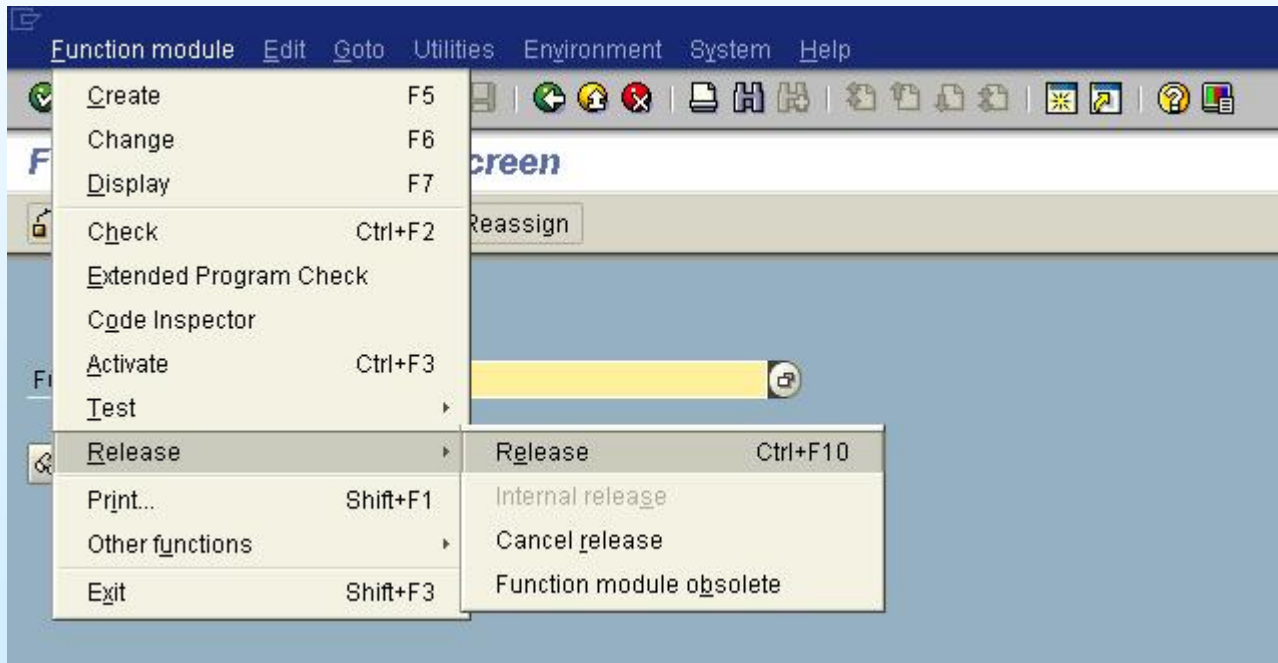 Function module Edit Goto Utilities Environment System Help
Create F5
Change F6
Display F7
Check Ctrl+F2
Extended Program Check
Code Inspector
Activate Ctrl+F3
Test
Release
Print... Shift+F1
Other functions
Exit Shift+F3
Reassign
Release Ctrl+F10
Internal release
Cancel release
Function module obsolete